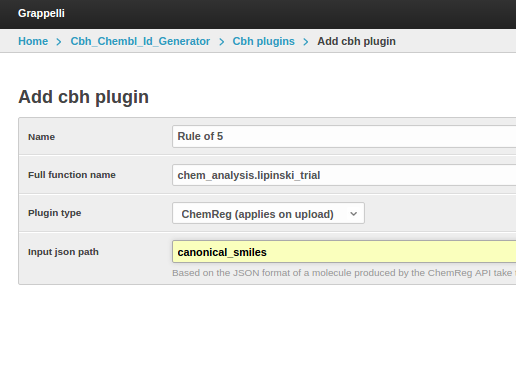 Grappelli
Home > Cbh_Chembl_Id_Generator > Cbh plugins > Add cbh plugin
Add cbh plugin
Name Rule of 5
Full function name chem_analysis.lipinski_trial
Plugin type ChemReg (applies on upload)
Input json path canonical_smiles
Based on the JSON format of a molecule produced by the ChemReg API take